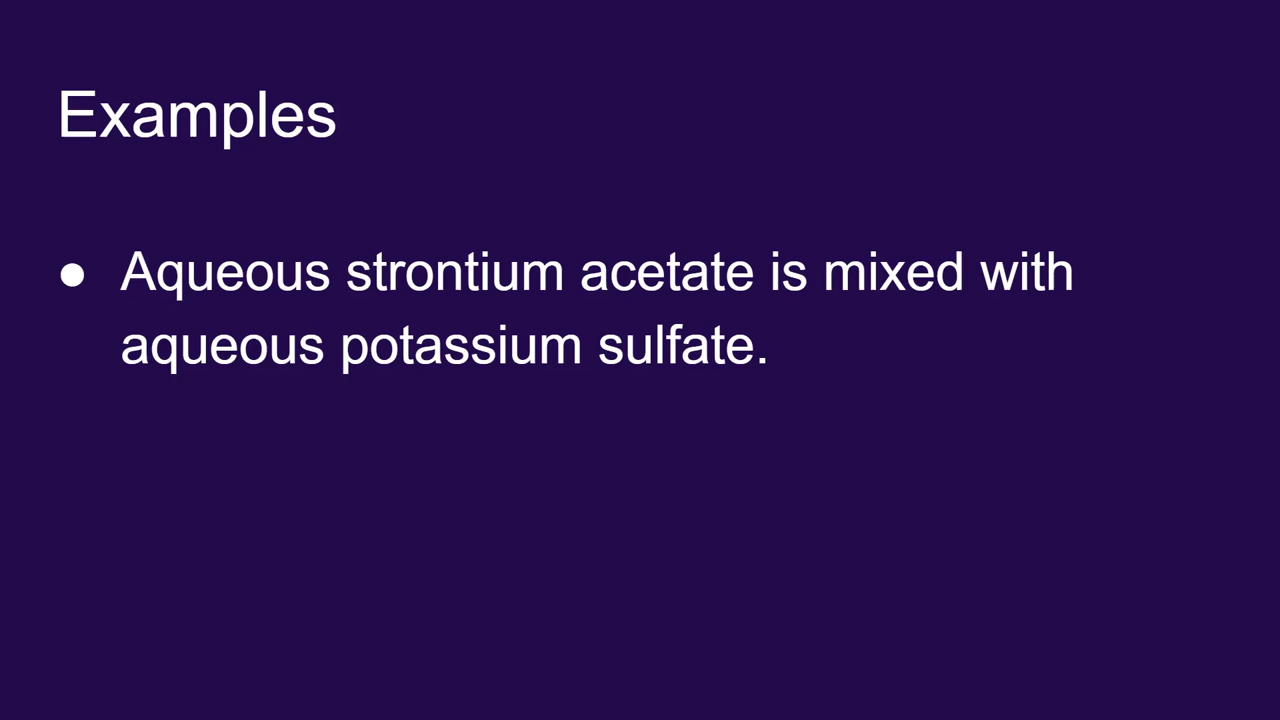 Examples
● Aqueous strontium acetate is mixed with
aqueous potassium sulfate.